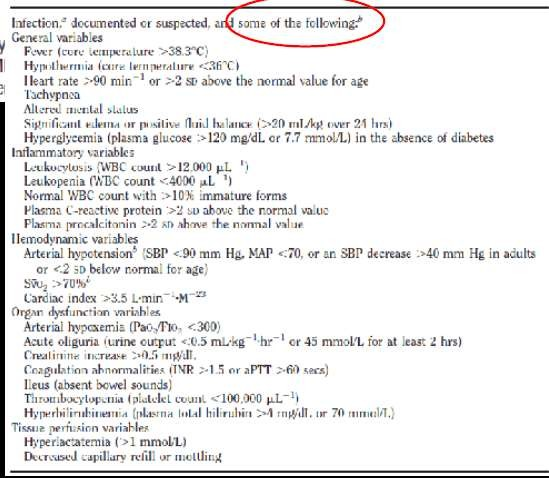 Infection,ᵃ documented or suspected, and some of the following:ᵇ
General variables
Fever (core temperature >38.3°C)
Hypothermia (core temperature <36°C)
Heart rate >90 min⁻¹ or >2 SD above the normal value for age
Tachypnea
Altered mental status
Significant edema or positive fluid balance (>20 mL/kg over 24 hrs)
Hyperglycemia (plasma glucose >120 mg/dL or 7.7 mmol/L) in the absence of diabetes
Inflammatory variables
Leukocytosis (WBC count >12,000 µL⁻¹)
Leukopenia (WBC count <4000 µL⁻¹)
Normal WBC count with >10% immature forms
Plasma C-reactive protein >2 SD above the normal value
Plasma procalcitonin >2 SD above the normal value
Hemodynamic variables
Arterial hypotensionᵇ (SBP <90 mm Hg, MAP <70, or an SBP decrease >40 mm Hg in adults
or <2 SD below normal for age)
Sv̄o₂ >70%ᵇ
Cardiac index >3.5 L·min⁻¹·M⁻²³
Organ dysfunction variables
Arterial hypoxemia (Pao₂/Fio₂ <300)
Acute oliguria (urine output <0.5 mL·kg⁻¹·hr⁻¹ or 45 mmol/L for at least 2 hrs)
Creatinine increase >0.5 mg/dL
Coagulation abnormalities (INR >1.5 or aPTT >60 secs)
Ileus (absent bowel sounds)
Thrombocytopenia (platelet count <100,000 µL⁻¹)
Hyperbilirubinemia (plasma total bilirubin >4 mg/dL or 70 mmol/L)
Tissue perfusion variables
Hyperlactatemia (>1 mmol/L)
Decreased capillary refill or mottling